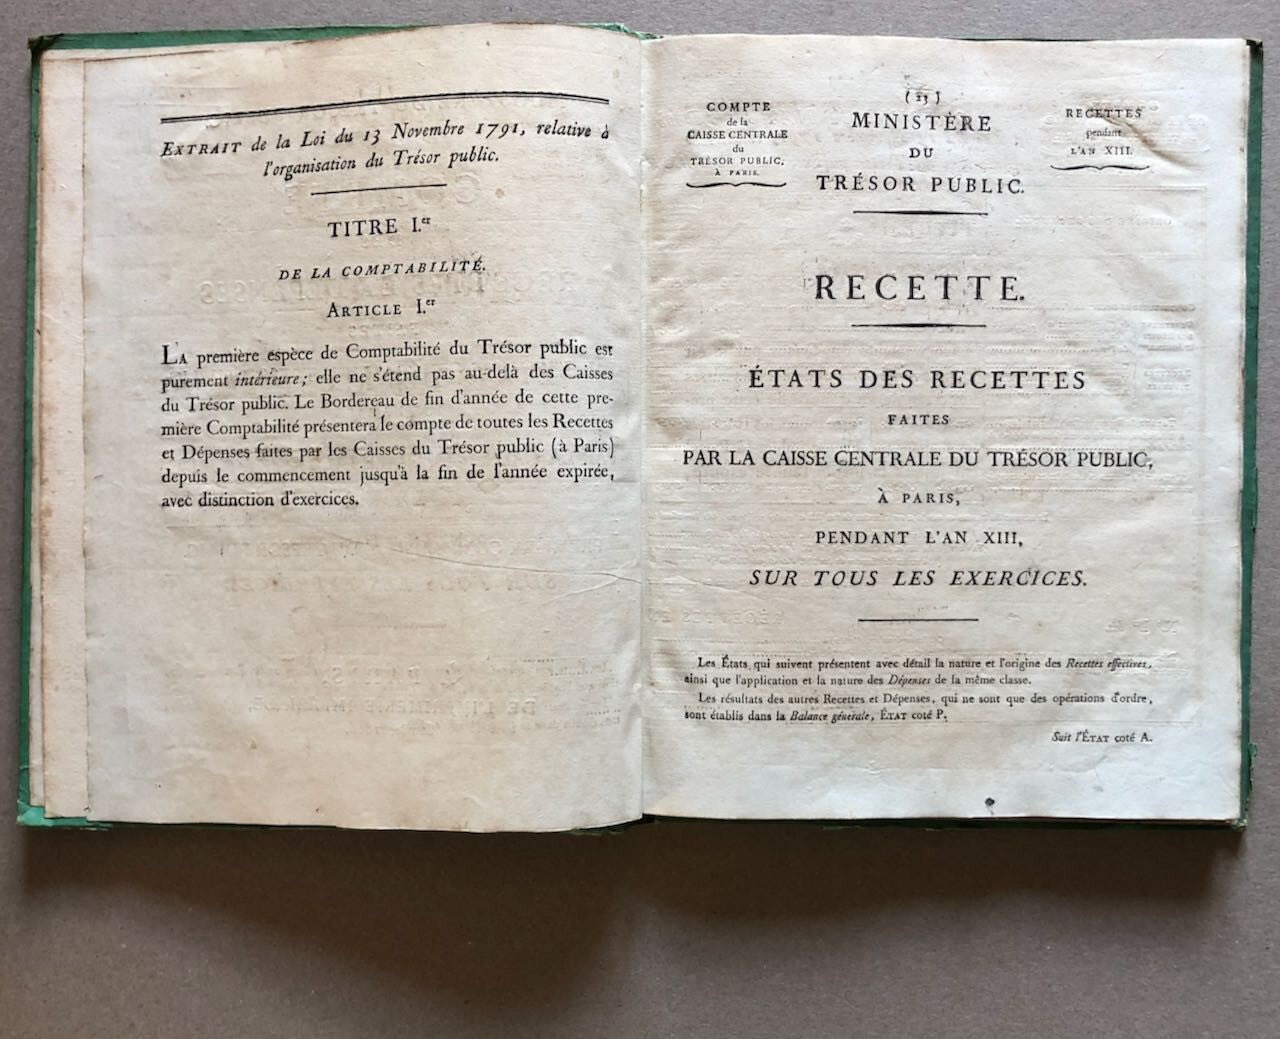 EXTRAIT de la Loi du 13 Novembre 1791, relative à
l'organisation du Trésor public.
TITRE I.er
DE LA COMPTABILITÉ.
ARTICLE I.er
LA première espèce de Comptabilité du Trésor public est
purement intérieure; elle ne s'étend pas au-delà des Caisses
du Trésor public. Le Bordereau de fin d'année de cette pre-
mière Comptabilité présentera le compte de toutes les Recettes
et Dépenses faites par les Caisses du Trésor public (à Paris)
depuis le commencement jusqu'à la fin de l'année expirée,
avec distinction d'exercices.
COMPTE
de la
CAISSE CENTRALE
du
TRÉSOR PUBLIC,
À PARIS.
(23)
MINISTÈRE
DU
TRÉSOR PUBLIC.
RECETTES
pendant
L'AN XIII.
RECETTE.
ÉTATS DES RECETTES
FAITES
PAR LA CAISSE CENTRALE DU TRÉSOR PUBLIC,
À PARIS,
PENDANT L'AN XIII,
SUR TOUS LES EXERCICES.
Les États qui suivent présentent avec détail la nature et l'origine des Recettes effectives,
ainsi que l'application et la nature des Dépenses de la même classe.
Les résultats des autres Recettes et Dépenses, qui ne sont que des opérations d'ordre,
sont établis dans la Balance générale, ÉTAT coté P.
Suit l'ÉTAT coté A.